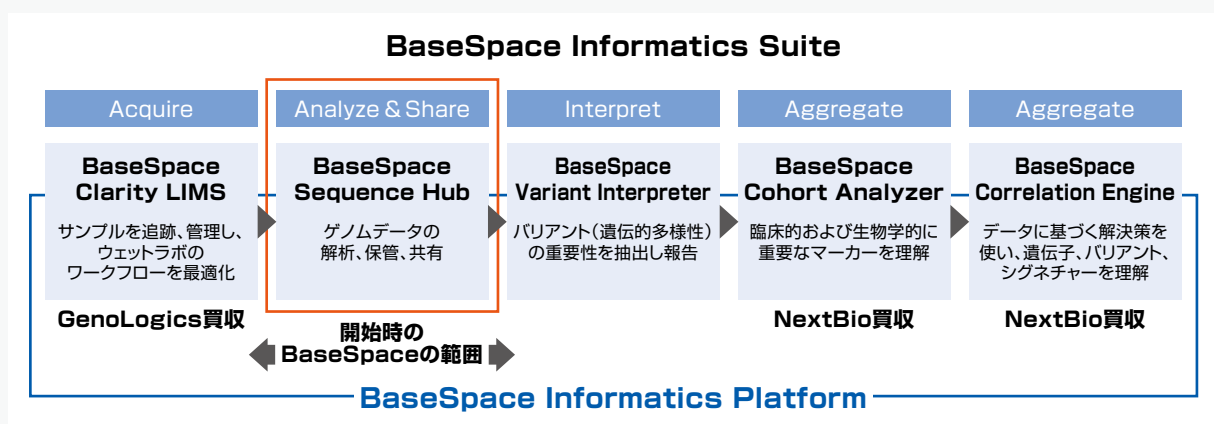 BaseSpace Informatics Suite
Acquire
Analyze & Share
Interpret
Aggregate
Aggregate
BaseSpace
Clarity LIMS
サンプルを追跡、管理し、
ウェットラボの
ワークフローを最適化
BaseSpace
Sequence Hub
ゲノムデータの
解析、保管、共有
BaseSpace
Variant Interpreter
バリアント（遺伝的多様性）
の重要性を抽出し報告
BaseSpace
Cohort Analyzer
臨床的および生物学的に
重要なマーカーを理解
BaseSpace
Correlation Engine
データに基づく解決策を
使い、遺伝子、バリアント、
シグネチャーを理解
GenoLogics買収
開始時の
BaseSpaceの範囲
NextBio買収
NextBio買収
BaseSpace Informatics Platform